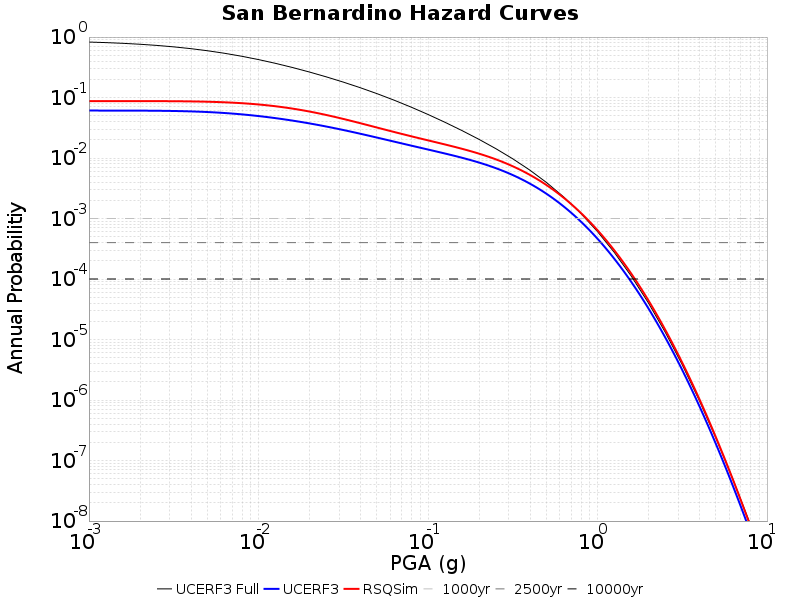 San Bernardino Hazard Curves
10^0
10^-1
10^-2
10^-3
10^-4
10^-5
10^-6
10^-7
10^-8
Annual Probabilitiy
10^-3 10^-2 10^-1 10^0 10^1
PGA (g)
UCERF3 Full UCERF3 RSQSim 1000yr 2500yr 10000yr